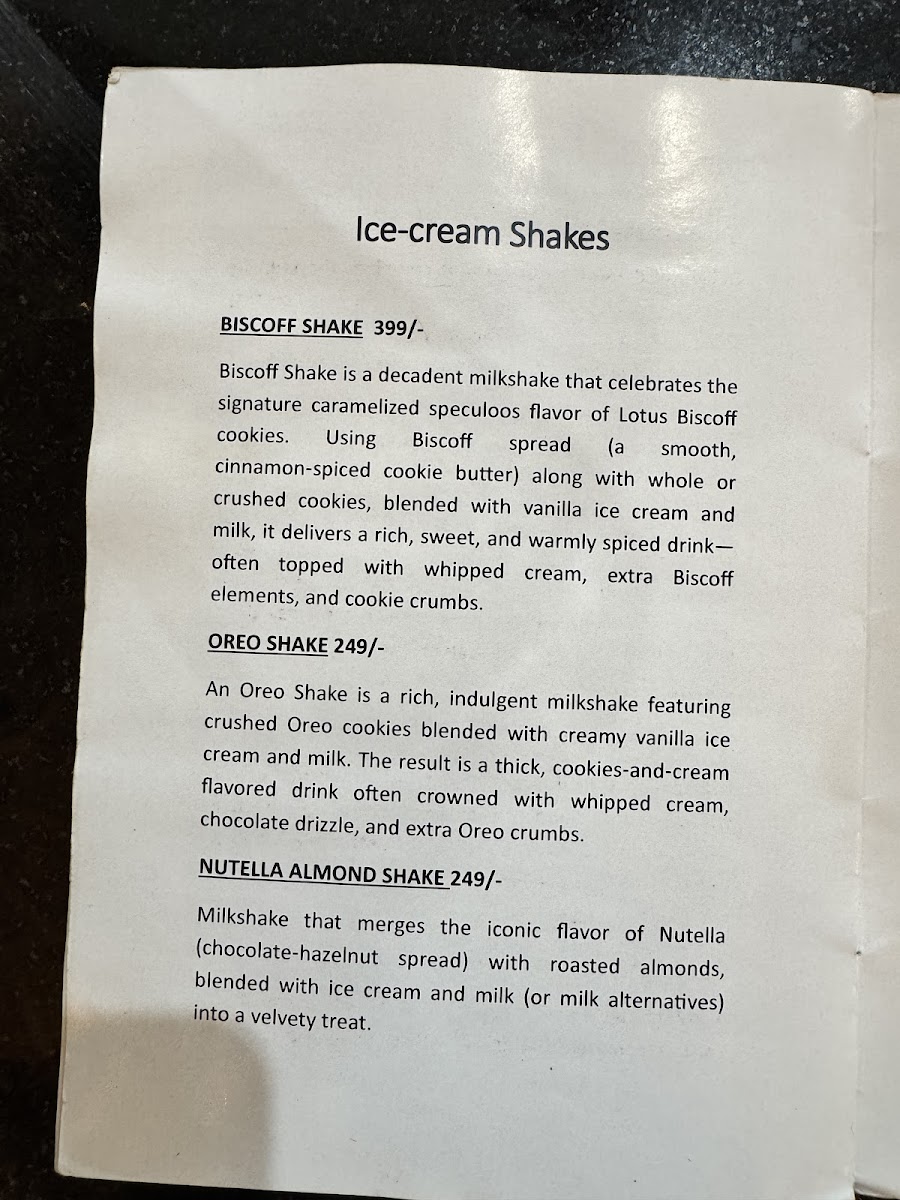 Ice-cream Shakes
BISCOFF SHAKE 399/-
Biscoff Shake is a decadent milkshake that celebrates the
signature caramelized speculoos flavor of Lotus Biscoff
cookies. Using Biscoff spread (a smooth,
cinnamon-spiced cookie butter) along with whole or
crushed cookies, blended with vanilla ice cream and
milk, it delivers a rich, sweet, and warmly spiced drink—
often topped with whipped cream, extra Biscoff
elements, and cookie crumbs.
OREO SHAKE 249/-
An Oreo Shake is a rich, indulgent milkshake featuring
crushed Oreo cookies blended with creamy vanilla ice
cream and milk. The result is a thick, cookies-and-cream
flavored drink often crowned with whipped cream,
chocolate drizzle, and extra Oreo crumbs.
NUTELLA ALMOND SHAKE 249/-
Milkshake that merges the iconic flavor of Nutella
(chocolate-hazelnut spread) with roasted almonds,
blended with ice cream and milk (or milk alternatives)
into a velvety treat.